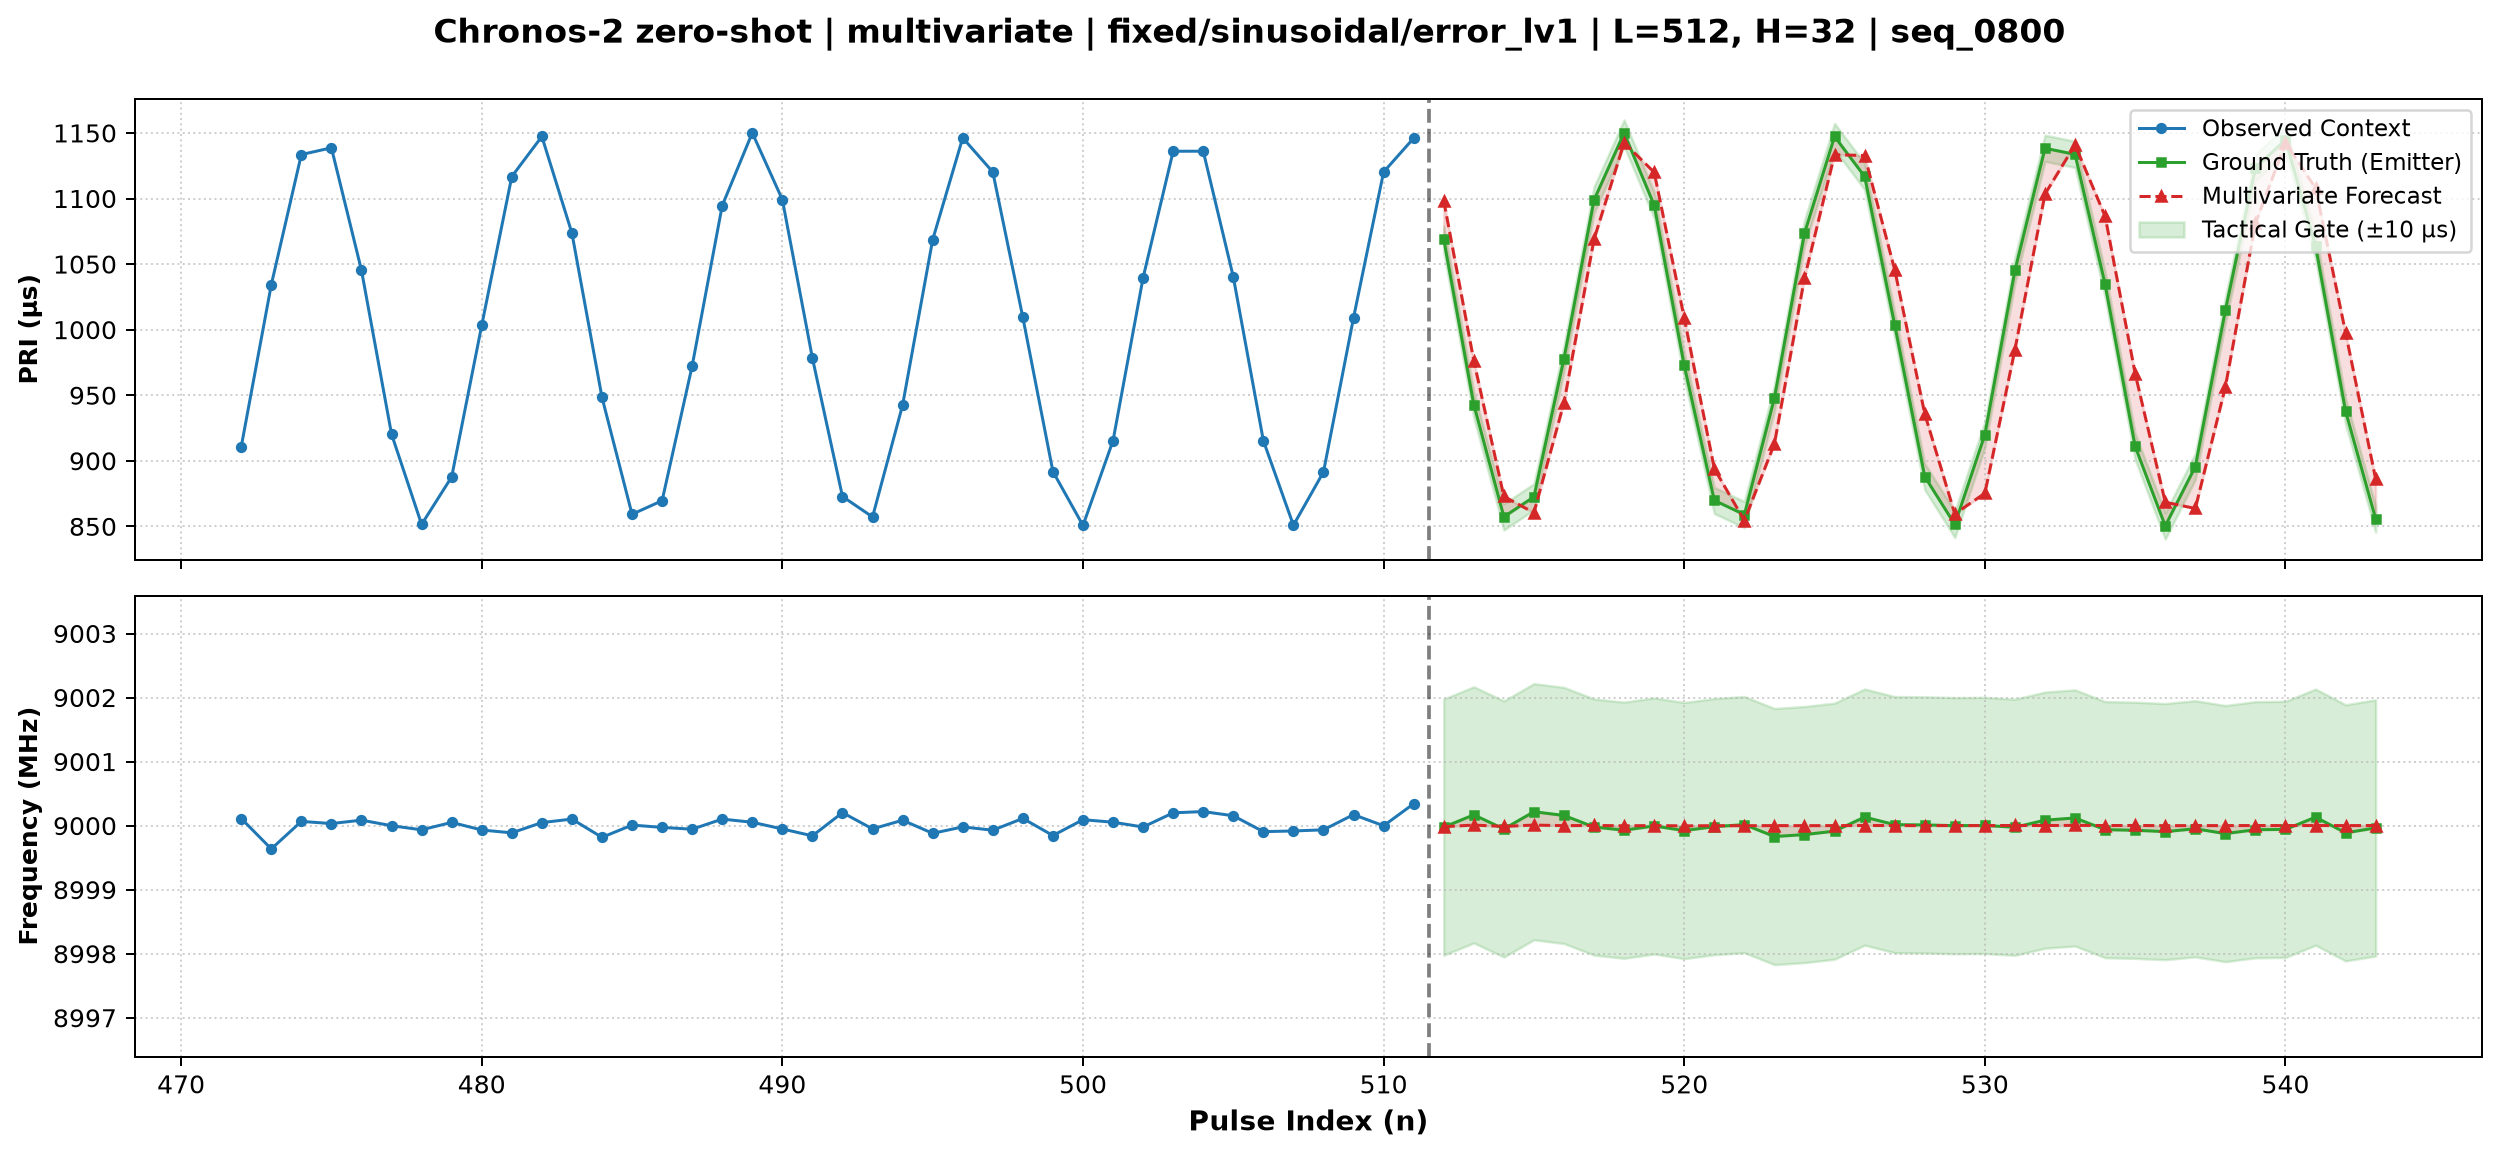 Chronos-2 zero-shot | multivariate | fixed/sinusoidal/error_lv1 | L=512, H=32 | seq_0800
PRI (µs)
1150
1100
1050
1000
950
900
850
Observed Context
Ground Truth (Emitter)
Multivariate Forecast
Tactical Gate (±10 µs)
Frequency (MHz)
9003
9002
9001
9000
8999
8998
8997
470 480 490 500 510 520 530 540
Pulse Index (n)